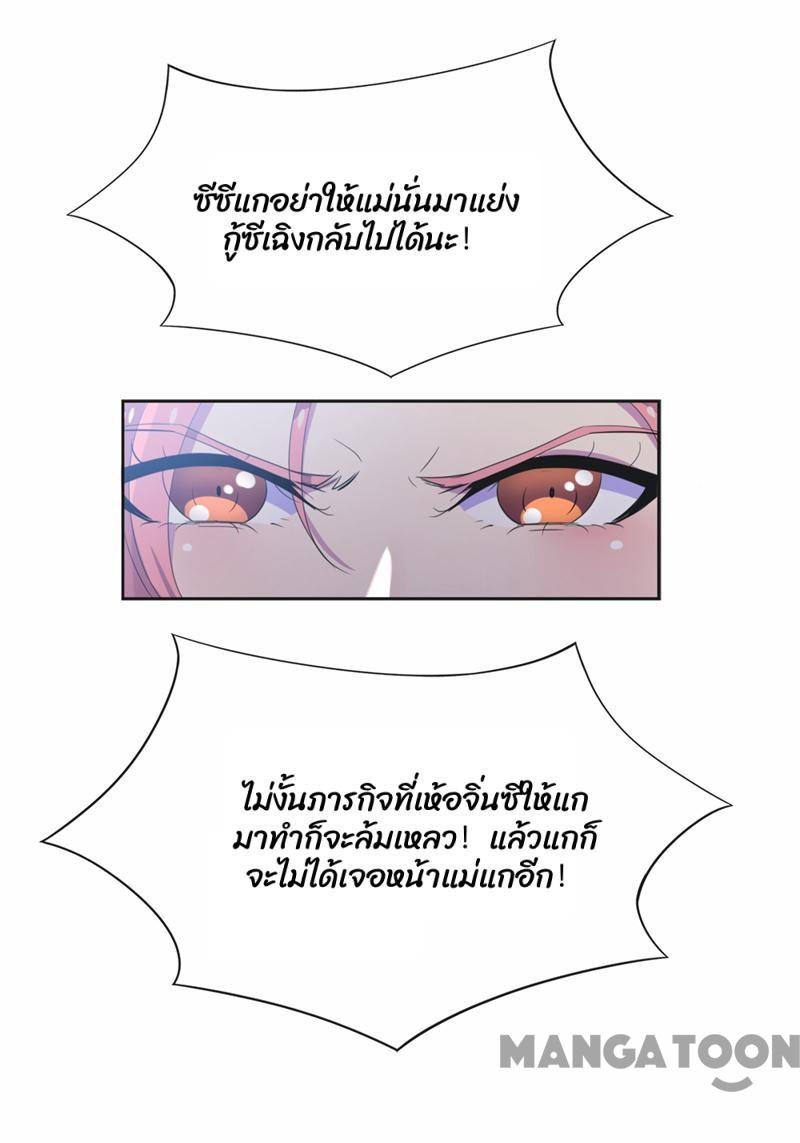 ซีซีแกอย่าให้แม่นั่นมาแย่ง
กู้ซีเฉิงกลับไปได้นะ!
ไม่งั้นภารกิจที่เห้อจิ่นซีให้แก
มาทำก็จะล้มเหลว! แล้วแกก็
จะไม่ได้เจอหน้าแม่แกอีก!
MANGATOON